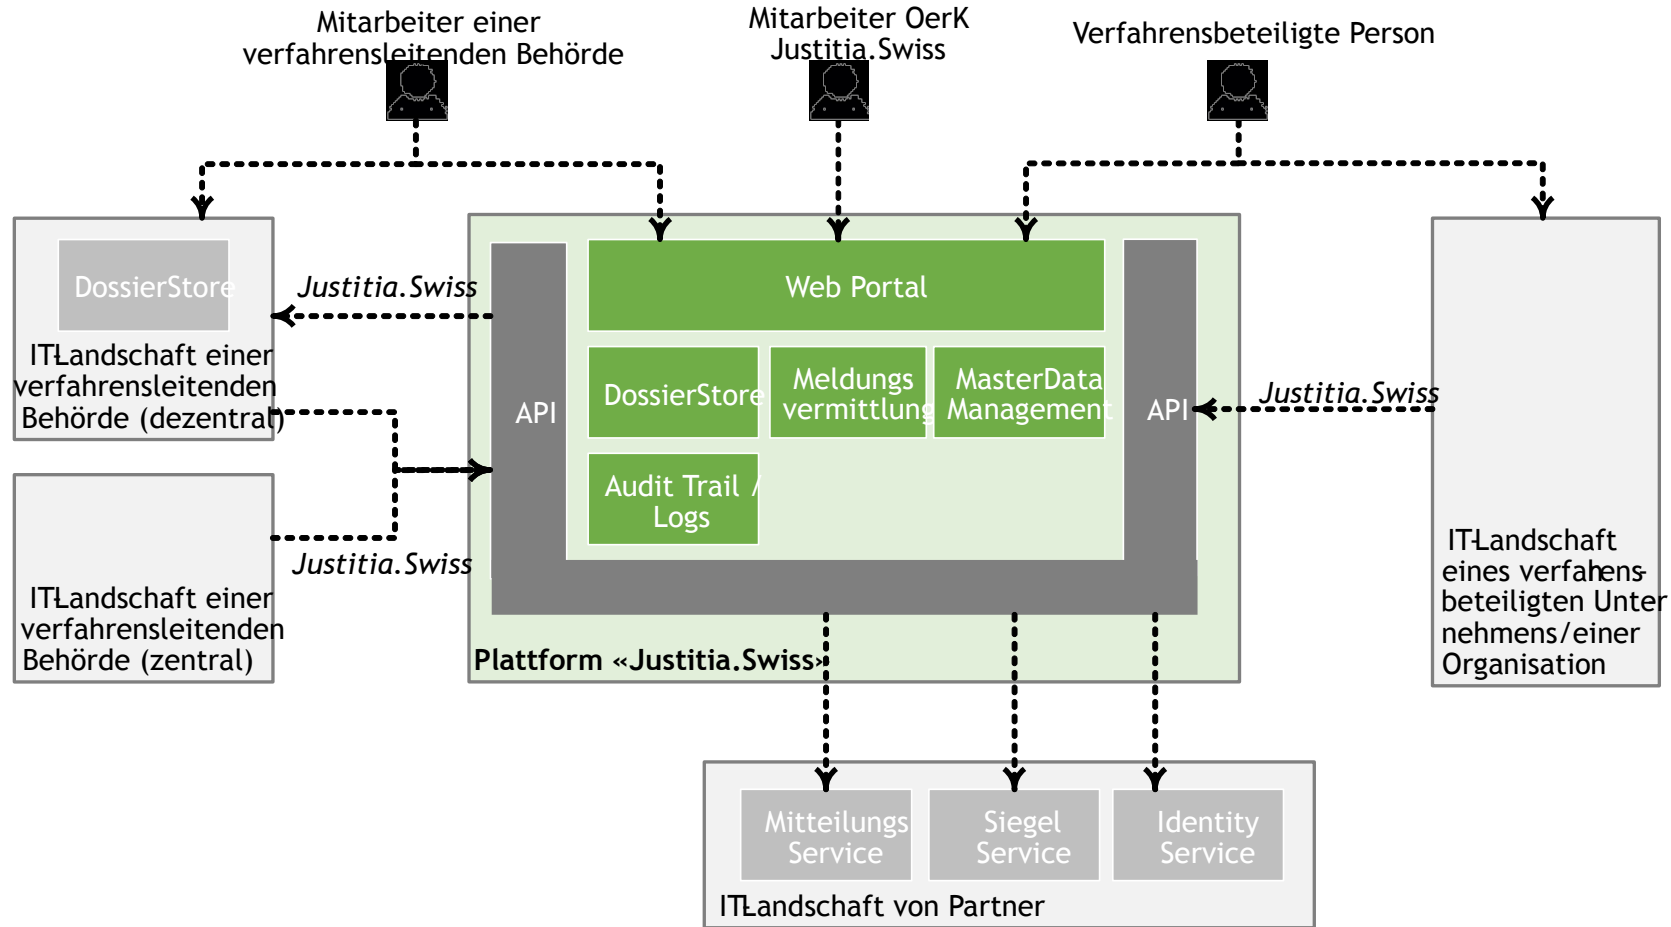 Mitarbeiter einer
verfahrensleitenden Behörde
Mitarbeiter OerK
Justitia.Swiss
Verfahrensbeteiligte Person
DossierStore
IT-Landschaft einer
verfahrensleitenden
Behörde (dezentral)
Justitia.Swiss
IT-Landschaft einer
verfahrensleitenden
Behörde (zentral)
Justitia.Swiss
API
Web Portal
DossierStore
Meldungs
vermittlung
MasterData
Management
Audit Trail /
Logs
API
Plattform «Justitia.Swiss»
Justitia.Swiss
IT-Landschaft
eines verfahrens-
beteiligten Unter
nehmens/einer
Organisation
Mitteilungs
Service
Siegel
Service
Identity
Service
IT-Landschaft von Partner